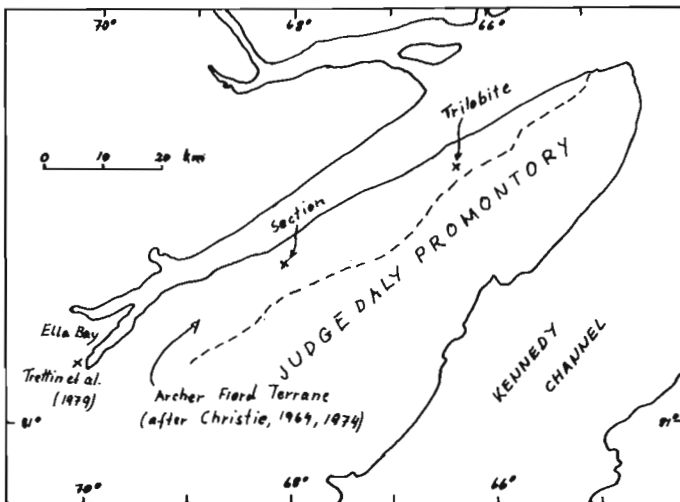 70° 68° 66°
Trilobite
0 10 20 km
Section
JUDGE DALY PROMONTORY
Ella Bay
Trettin et al.
(1979)
Archer Fiord Terrane
(after Christie, 1964, 1974)
KENNEDY
CHANNEL
81° 81°
70° 68° 66°